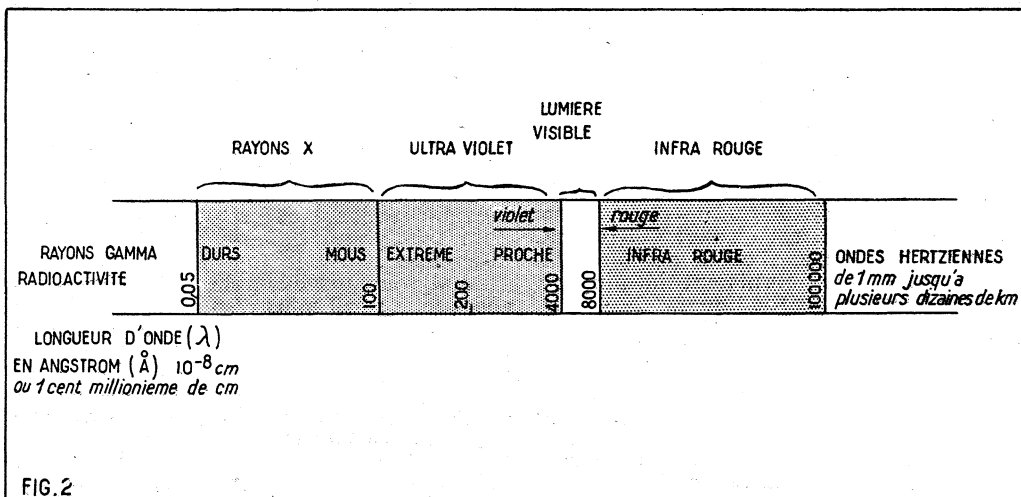 LUMIERE
VISIBLE
RAYONS X
ULTRA VIOLET
INFRA ROUGE
violet
rouge
RAYONS GAMMA
RADIOACTIVITE
DURS
MOUS
EXTREME
PROCHE
INFRA ROUGE
ONDES HERTZIENNES
de 1 mm jusqu'a
plusieurs dizaines de km
0,05
100
200
4000
8000
100 000
LONGUEUR D'ONDE (λ)
EN ANGSTROM (Å) 10-8 cm
ou 1 cent millionieme de cm
FIG. 2